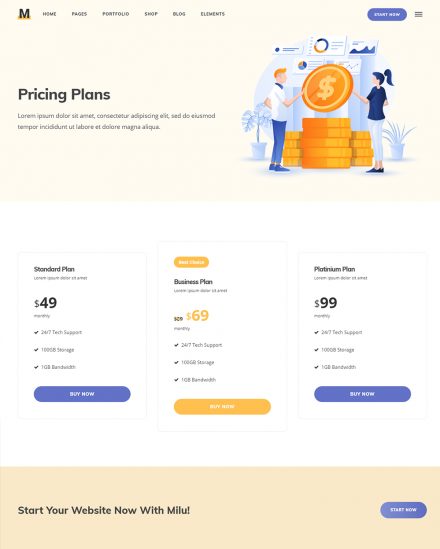 M
HOME
PAGES
PORTFOLIO
SHOP
BLOG
ELEMENTS
START NOW
Pricing Plans
Lorem ipsum dolor sit amet, consectetur adipiscing elit, sed do eiusmod
tempor incididunt ut labore et dolore magna aliqua.
$
Standard Plan
Lorem ipsum dolor sit amet
$49
monthly
24/7 Tech Support
100GB Storage
1GB Bandwidth
BUY NOW
Best Choice
Business Plan
Lorem ipsum dolor sit amet
$69
monthly
24/7 Tech Support
100GB Storage
1GB Bandwidth
BUY NOW
Platinium Plan
Lorem ipsum dolor sit amet
$99
monthly
24/7 Tech Support
100GB Storage
1GB Bandwidth
BUY NOW
Start Your Website Now With Milu!
START NOW